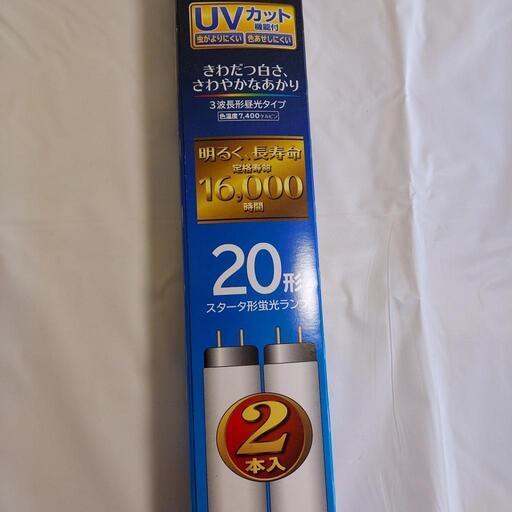 UVカット
機能付
虫がよりにくい 色あせしにくい
きわだつ白さ、
さわやかなあかり
3波長形昼光タイプ
色温度7,400ケルビン
明るく、長寿命
定格寿命
16,000
時間
20形
スタータ形蛍光ランプ
2
本入